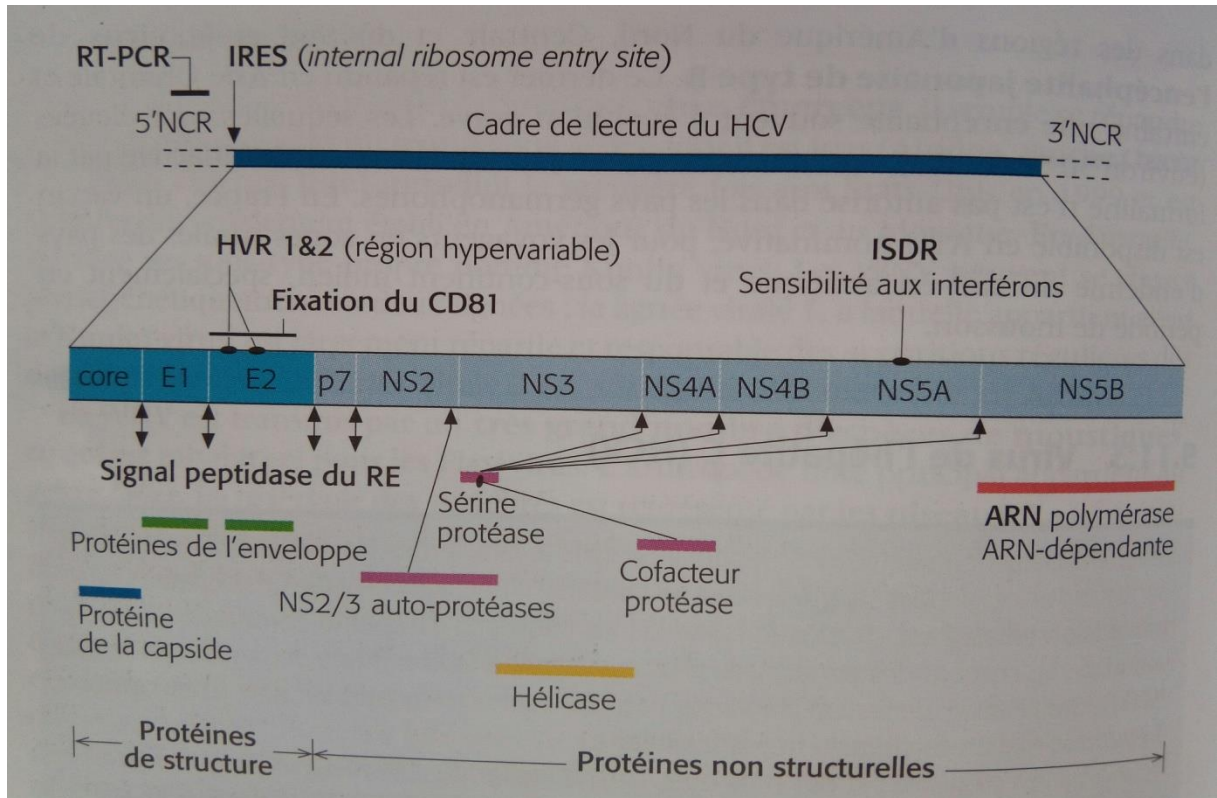 RT-PCR
IRES (internal ribosome entry site)
5'NCR
Cadre de lecture du HCV
3'NCR
HVR 1&2 (région hypervariable)
Fixation du CD81
ISDR
Sensibilité aux interférons
core E1 E2 p7 NS2 NS3 NS4A NS4B NS5A NS5B
Signal peptidase du RE
Sérine
protéase
ARN polymérase
ARN-dépendante
Protéines de l'enveloppe
Cofacteur
protéase
NS2/3 auto-protéases
Protéine
de la capside
Hélicase
Protéines
de structure
Protéines non structurelles